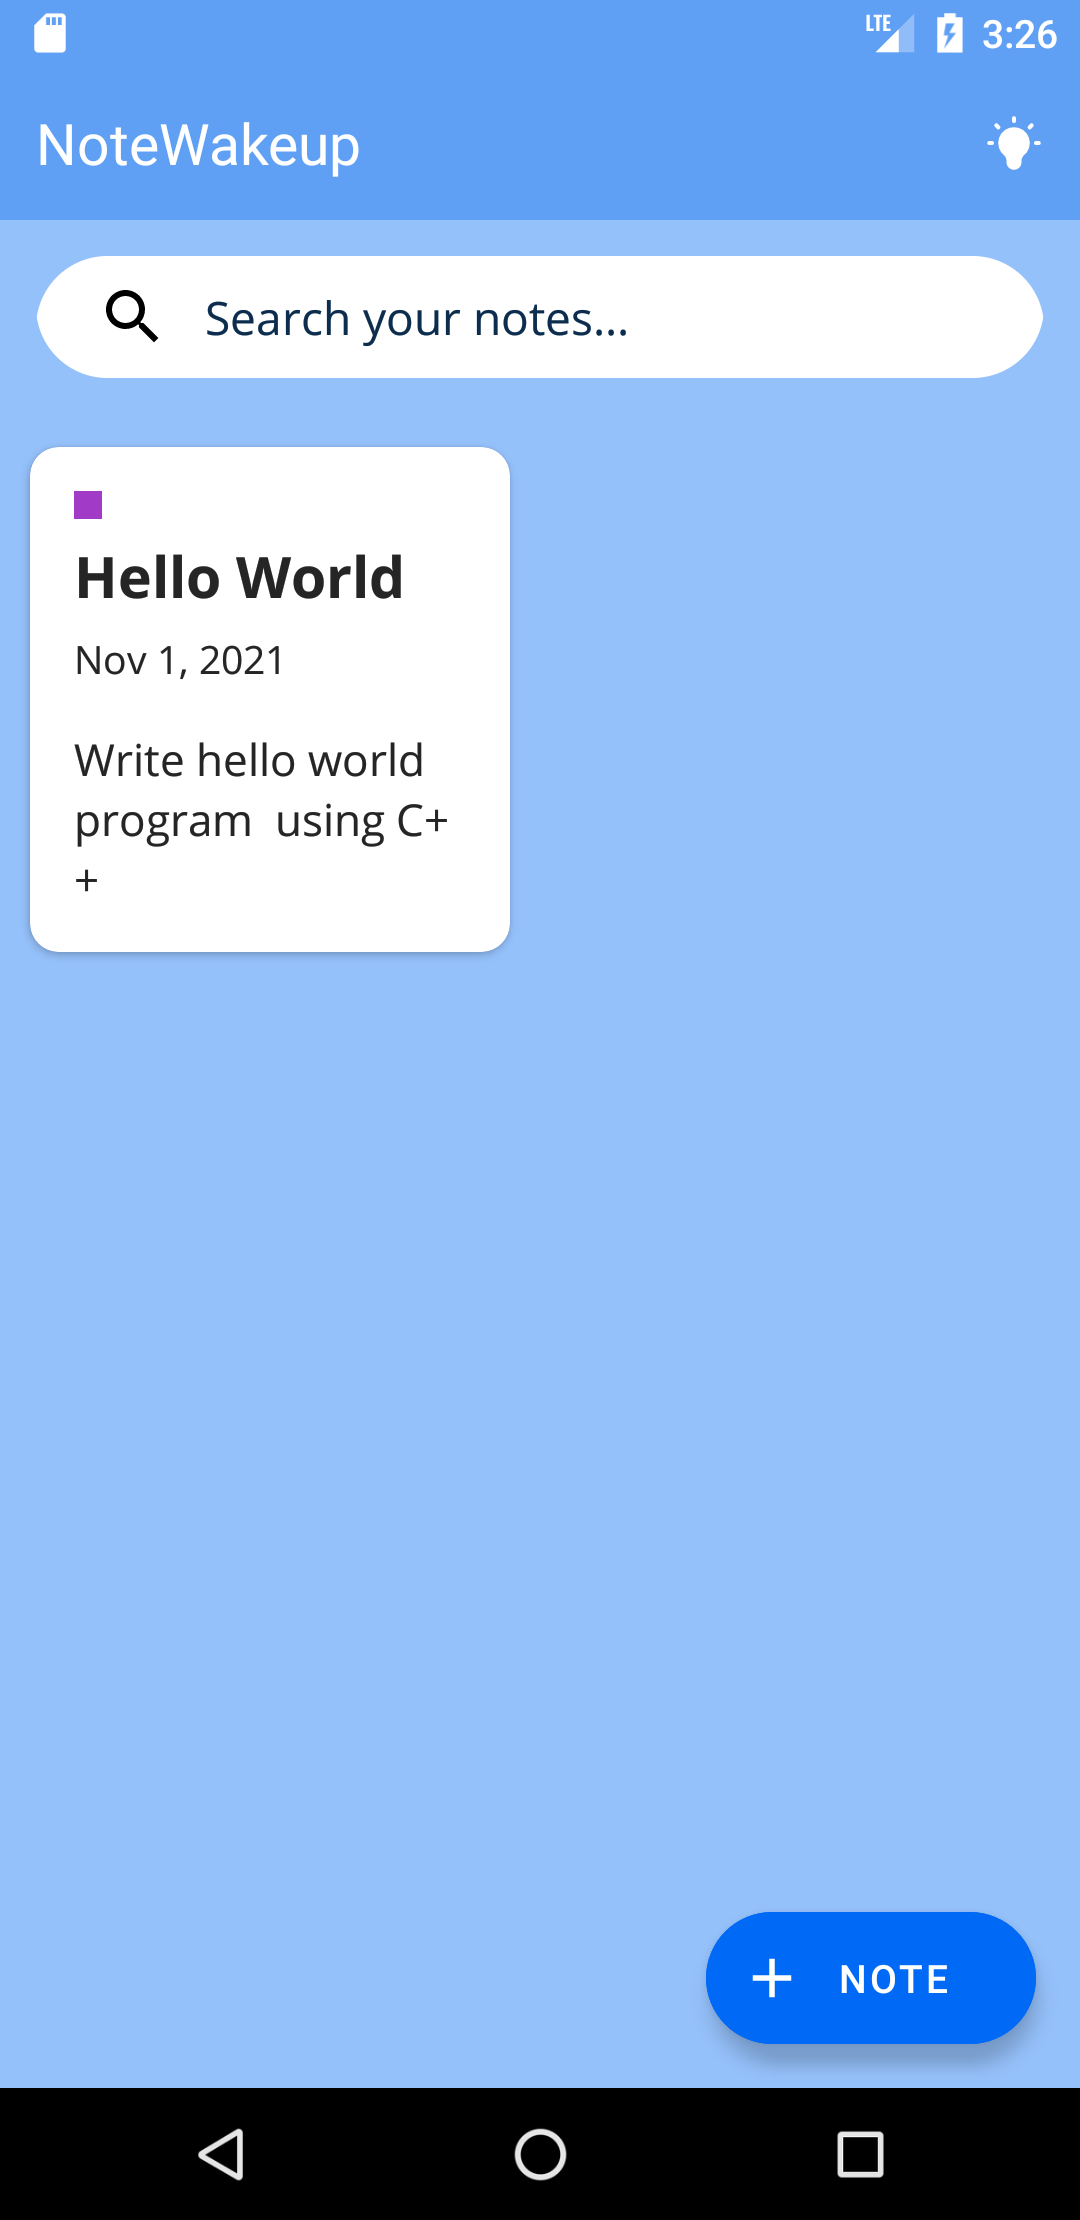 LTE 3:26
NoteWakeup
Search your notes...
Hello World
Nov 1, 2021
Write hello world
program  using C+
+
NOTE